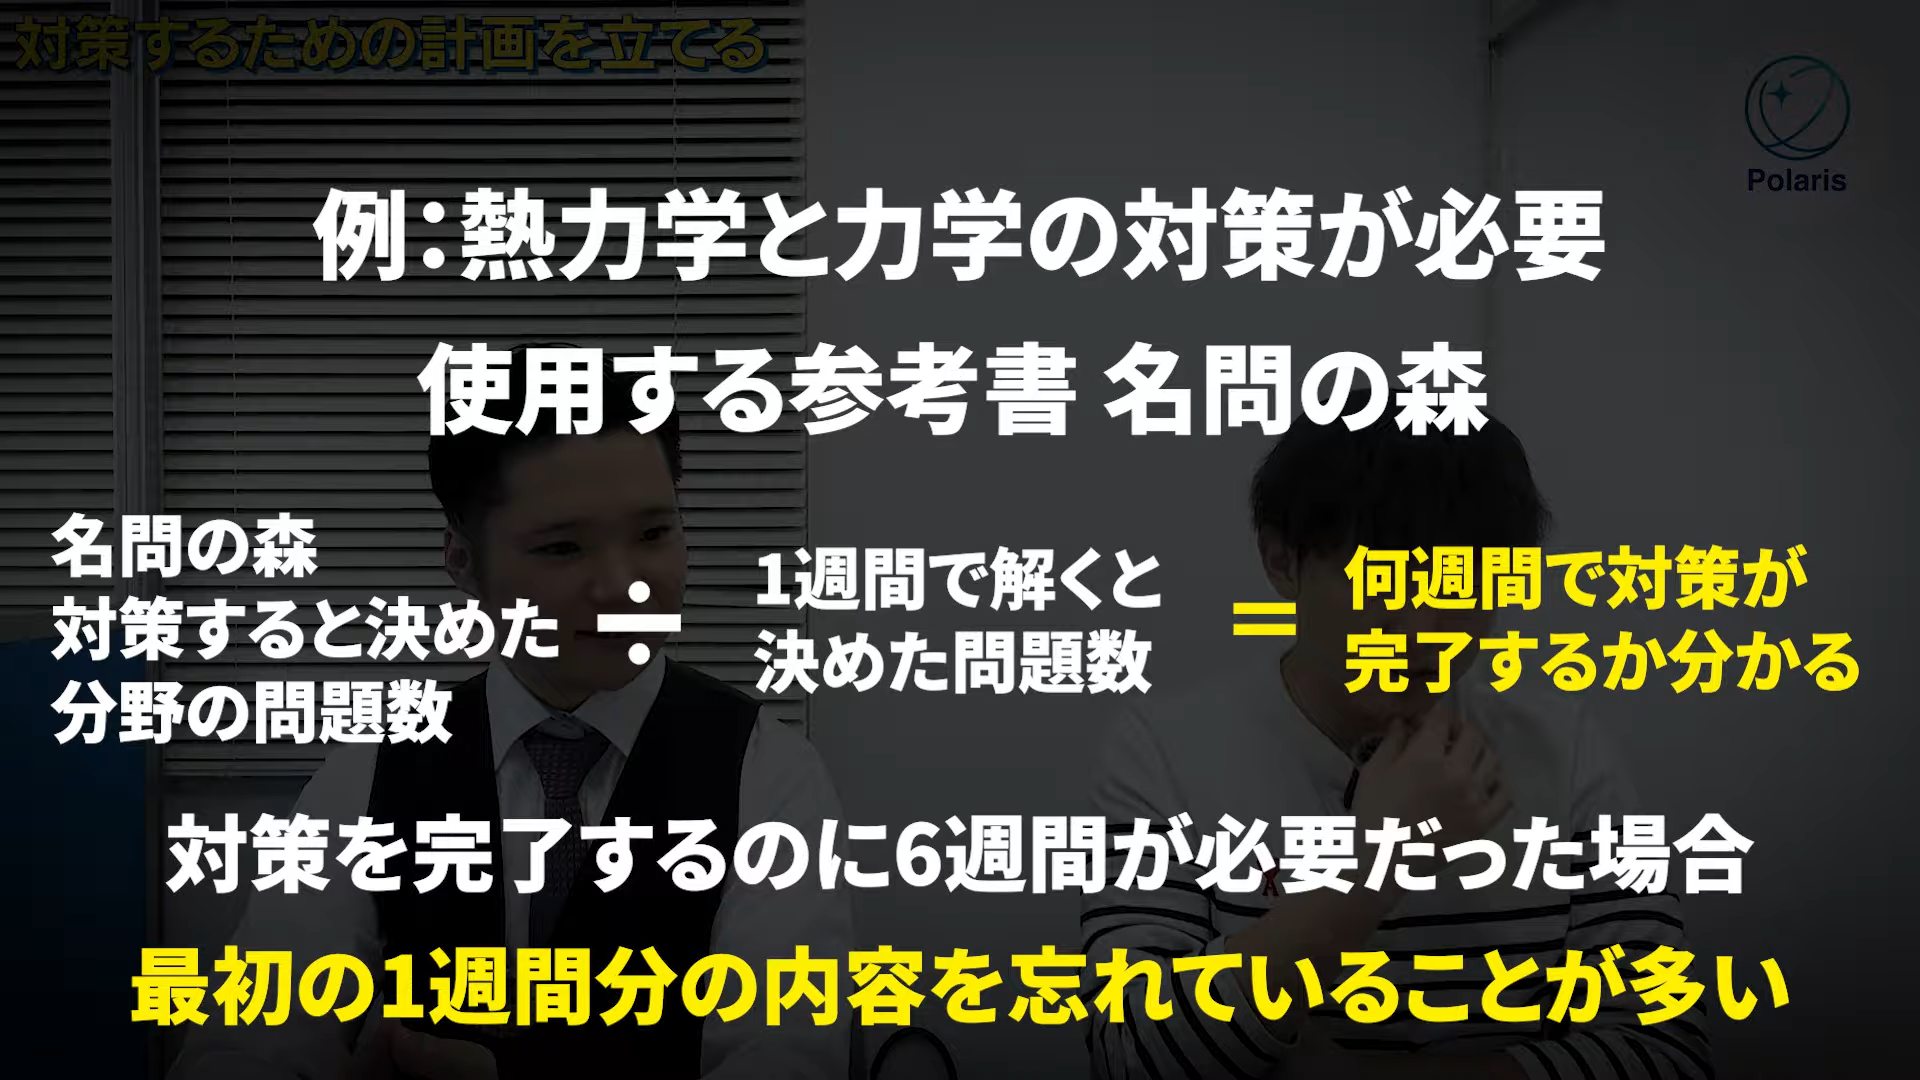 対策するための計画を立てる
Polaris
例：熱力学と力学の対策が必要
使用する参考書 名問の森
名問の森
対策すると決めた
分野の問題数
÷
1週間で解くと
決めた問題数
=
何週間で対策が
完了するか分かる
対策を完了するのに6週間が必要だった場合
最初の1週間分の内容を忘れていることが多い